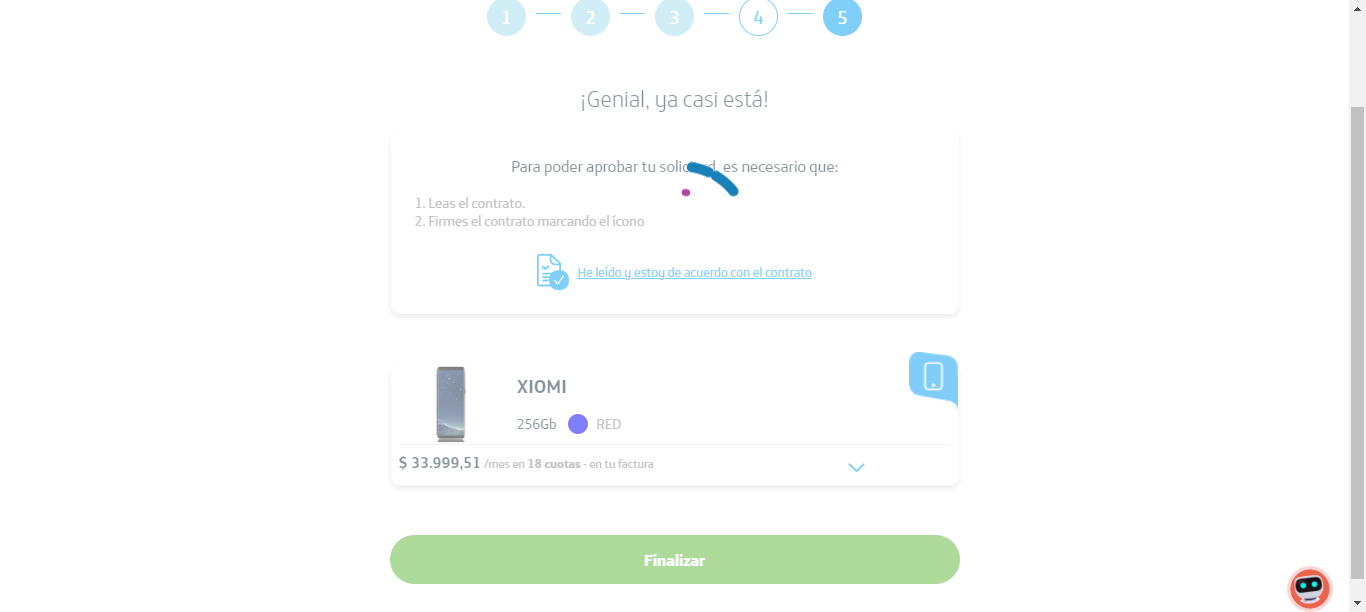 1 2 3 4 5
¡Genial, ya casi está!
Para poder aprobar tu solicitud, es necesario que:
1. Leas el contrato.
2. Firmes el contrato marcando el ícono
He leído y estoy de acuerdo con el contrato
XIOMI
256Gb RED
$ 33.999,51 /mes en 18 cuotas - en tu factura
Finalizar